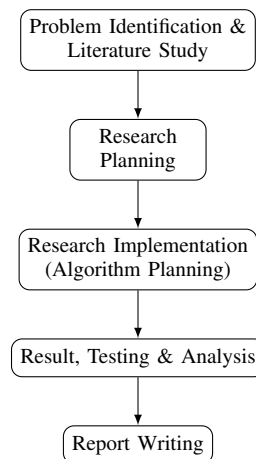 Problem Identification &
Literature Study
Research
Planning
Research Implementation
(Algorithm Planning)
Result, Testing & Analysis
Report Writing